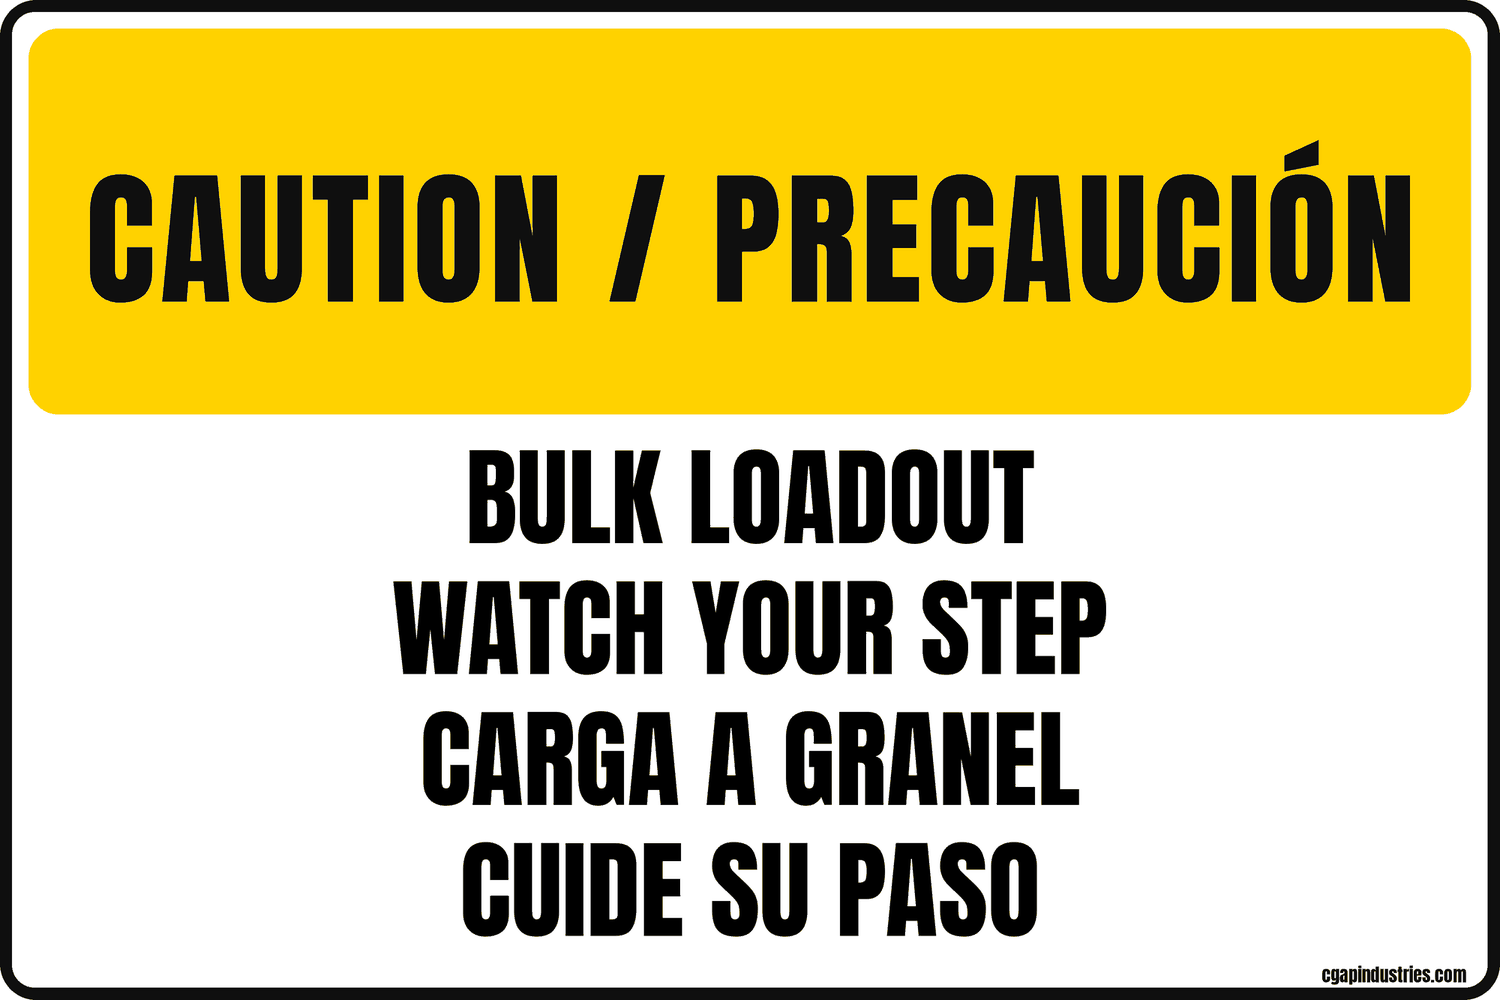 CAUTION / PRECAUCIÓN
BULK LOADOUT
WATCH YOUR STEP
CARGA A GRANEL
CUIDE SU PASO
cgapindustries.com